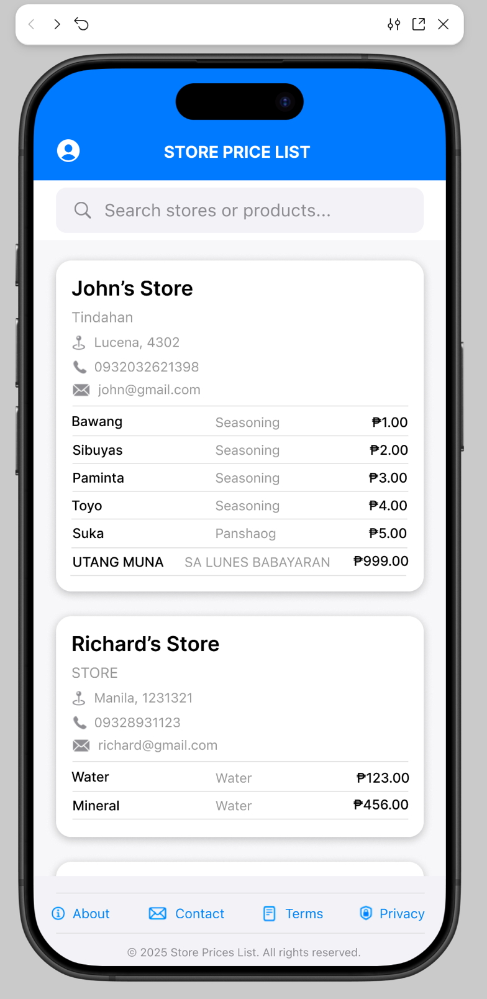 STORE PRICE LIST
Search stores or products...
John’s Store
Tindahan
Lucena, 4302
0932032621398
john@gmail.com
Bawang Seasoning ₱1.00
Sibuyas Seasoning ₱2.00
Paminta Seasoning ₱3.00
Toyo Seasoning ₱4.00
Suka Panshaog ₱5.00
UTANG MUNA SA LUNES BABAYARAN ₱999.00
Richard’s Store
STORE
Manila, 1231321
09328931123
richard@gmail.com
Water Water ₱123.00
Mineral Water ₱456.00
About Contact Terms Privacy
© 2025 Store Prices List. All rights reserved.